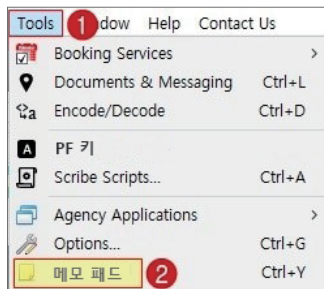 Tools 1 dow Help Contact Us
Booking Services >
Documents & Messaging Ctrl+L
Encode/Decode Ctrl+D
A PF 키
Scribe Scripts... Ctrl+A
Agency Applications >
Options... Ctrl+G
메모 패드 2 Ctrl+Y